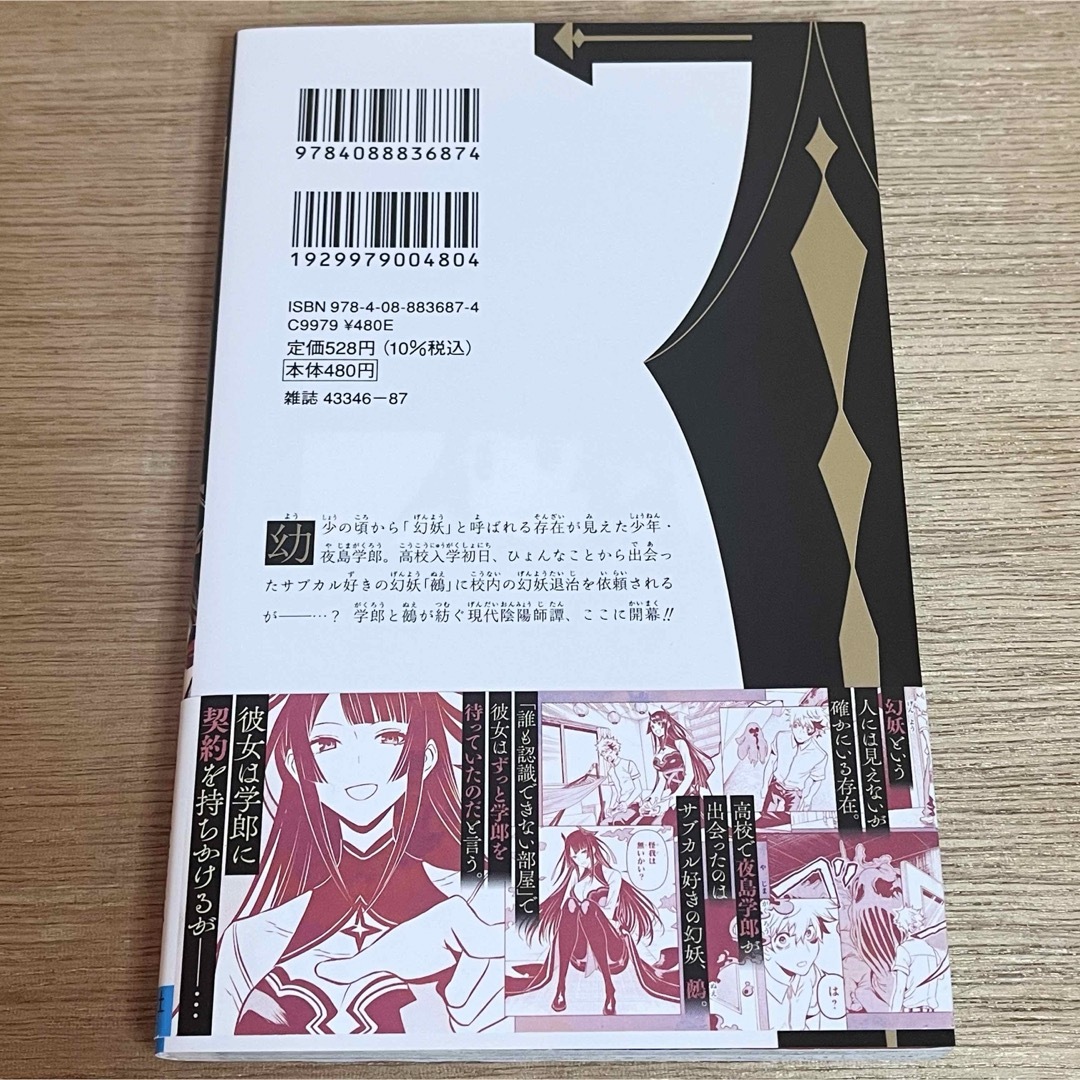 9784088836874
1929979004804
ISBN 978-4-08-883687-4
C9979 ¥480E
定価528円(10%税込)
本体480円
雑誌 43346-87
幼少の頃から「幻妖」と呼ばれる存在が見えた少年・
夜島学郎。高校入学初日、ひょんなことから出会っ
たサブカル好きの幻妖「鵺」に校内の幻妖退治を依頼される
が――…? 学郎と鵺が紡ぐ現代陰陽師譚、ここに開幕!!
幻妖という
人には見えないが
確かにいる存在。
高校で夜島学郎が
出会ったのは
サブカル好きの幻妖、鵺。
「誰も認識できない部屋」で
彼女はずっと学郎を
待っていたのだと言う。
彼女は学郎に
契約を持ちかけるが――…
怪我は
無いかい?
は?